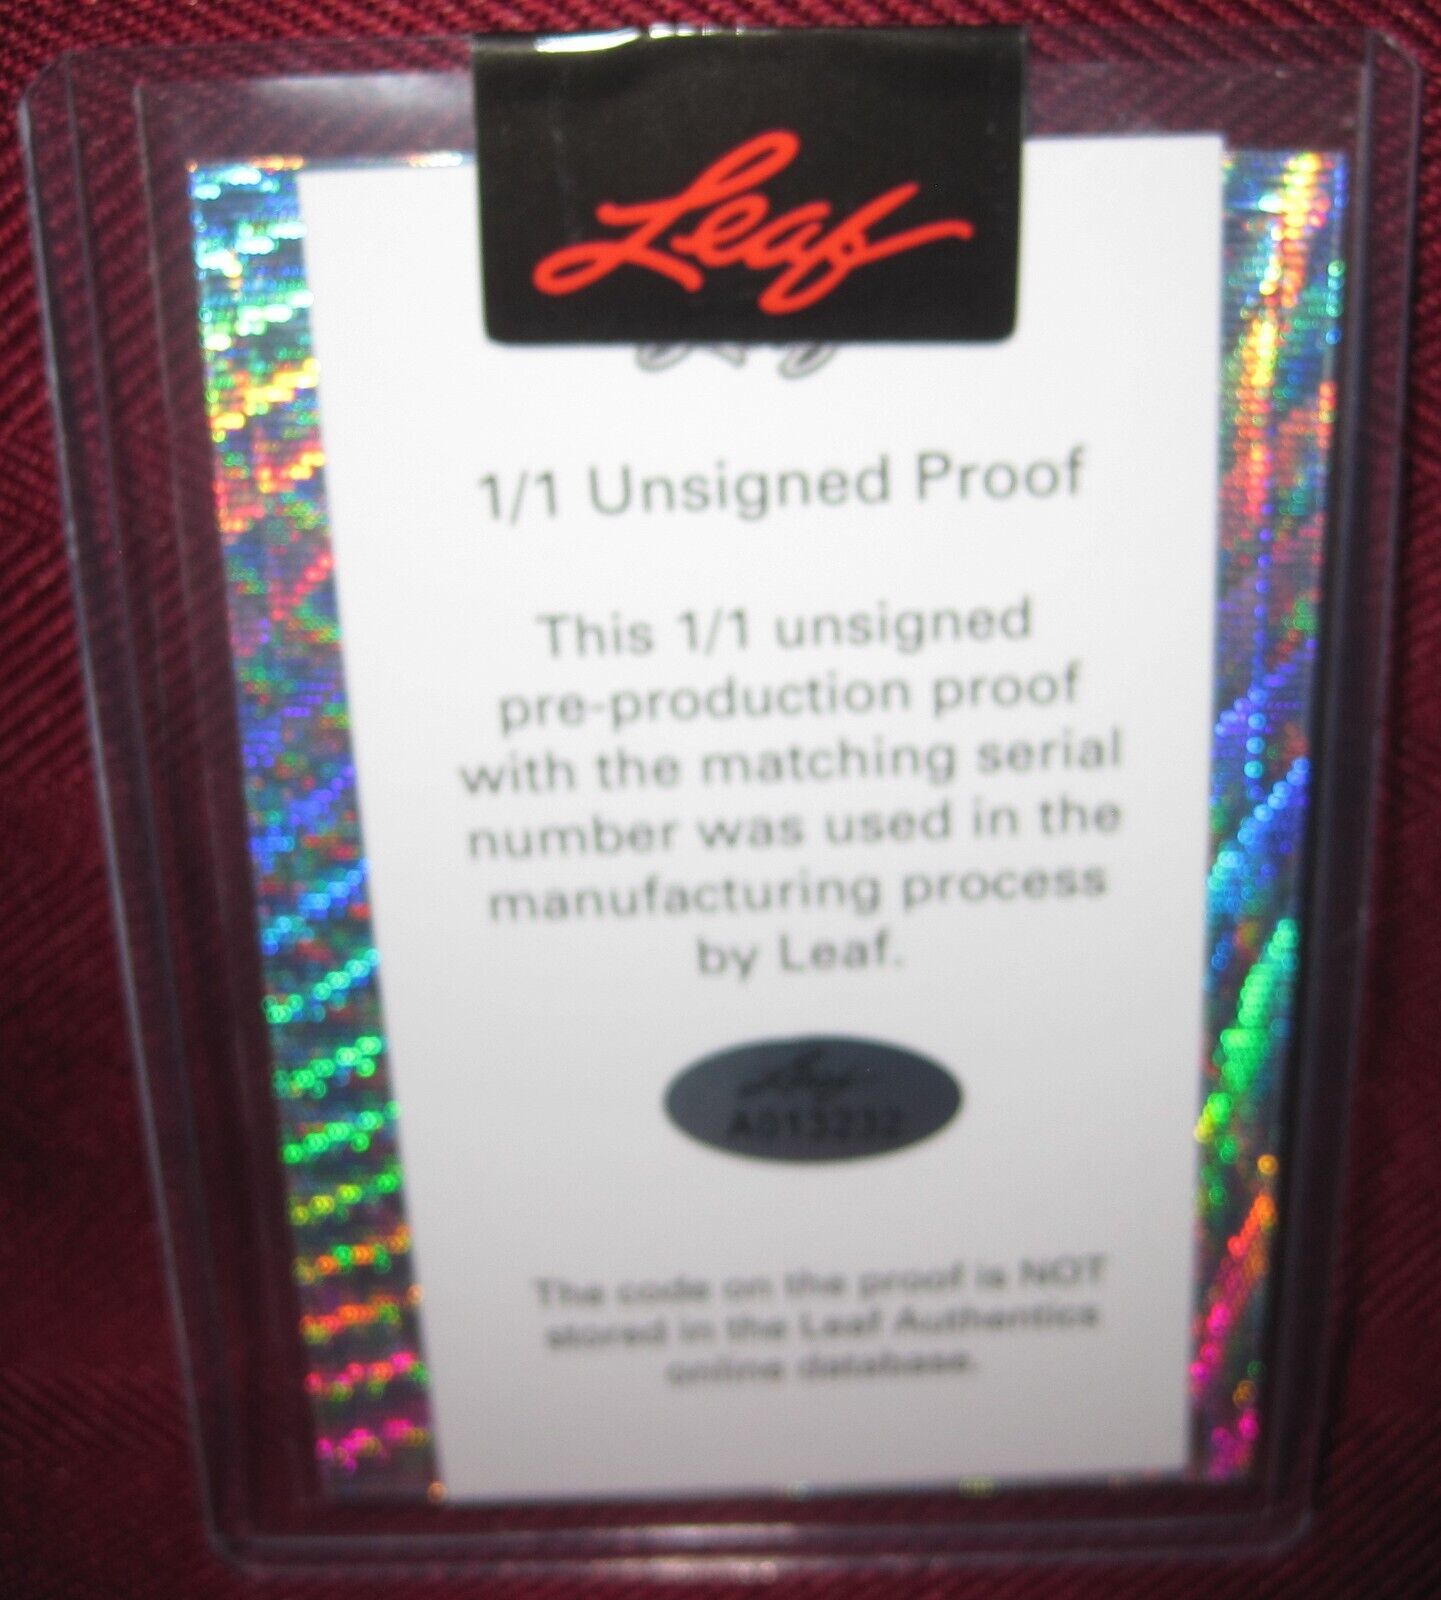 Leaf
1/1 Unsigned Proof
This 1/1 unsigned
pre-production proof
with the matching serial
number was used in the
manufacturing process
by Leaf.
Leaf
A013232
The code on the proof is NOT
stored in the Leaf Authentics
online database.